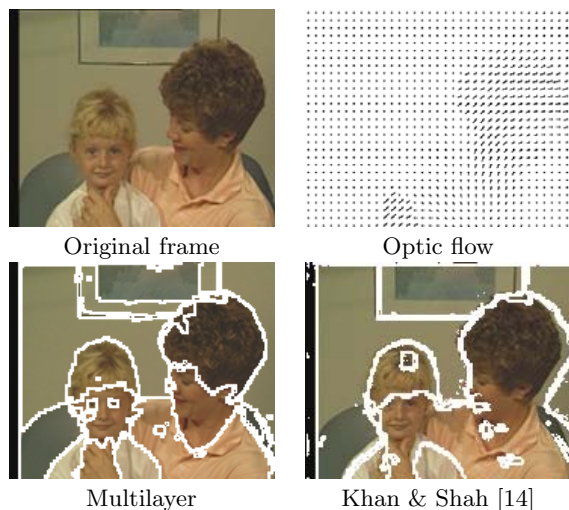 Original frame
Optic flow
Multilayer
Khan & Shah [14]